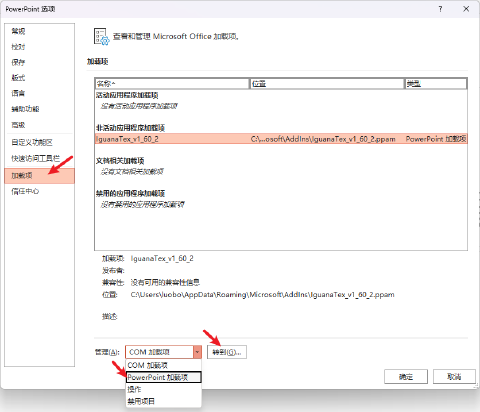 PowerPoint 选项
?
常规
校对
保存
版式
语言
辅助功能
高级
自定义功能区
快速访问工具栏
加载项
信任中心
查看和管理 Microsoft Office 加载项。
加载项
名称 位置 类型
活动应用程序加载项
没有活动应用程序加载项
非活动应用程序加载项
IguanaTex_v1_60_2 C:\...osoft\AddIns\IguanaTex_v1_60_2.ppam PowerPoint 加载项
文档相关加载项
没有文档相关加载项
禁用的应用程序加载项
没有禁用的应用程序加载项
加载项: IguanaTex_v1_60_2
发布者:
兼容性: 没有可用的兼容性信息
位置: C:\Users\luobo\AppData\Roaming\Microsoft\AddIns\IguanaTex_v1_60_2.ppam
描述:
管理(A): COM 加载项 转到(G)...
COM 加载项
PowerPoint 加载项
操作
禁用项目
确定 取消